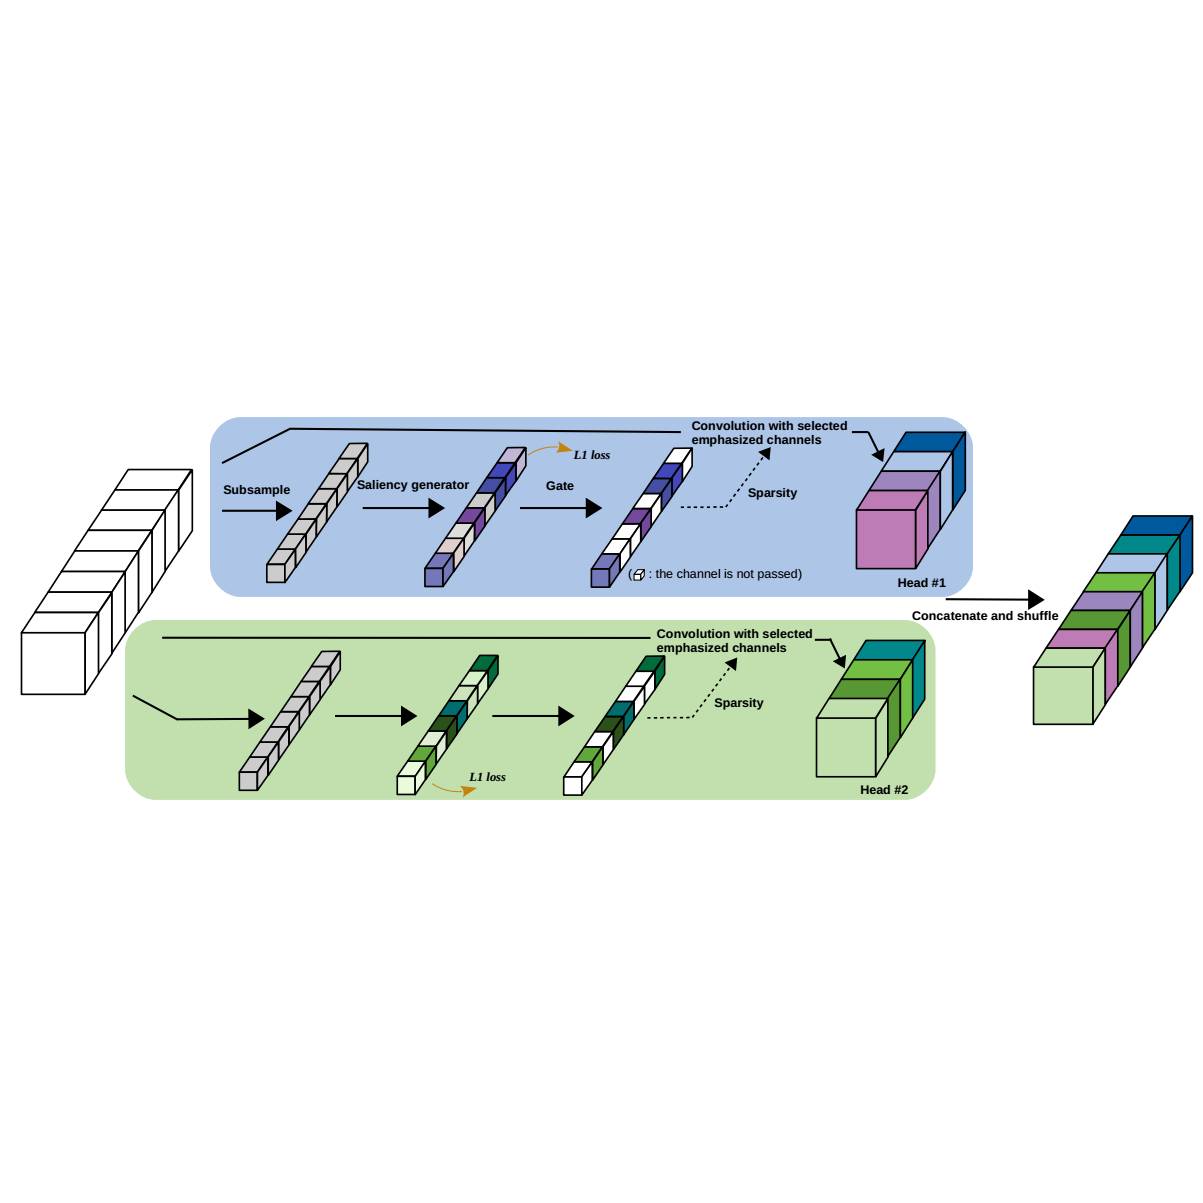 Convolution with selected
emphasized channels
L1 loss
Subsample
Saliency generator
Gate
Sparsity
( : the channel is not passed)
Head #1
Concatenate and shuffle
Convolution with selected
emphasized channels
Sparsity
L1 loss
Head #2